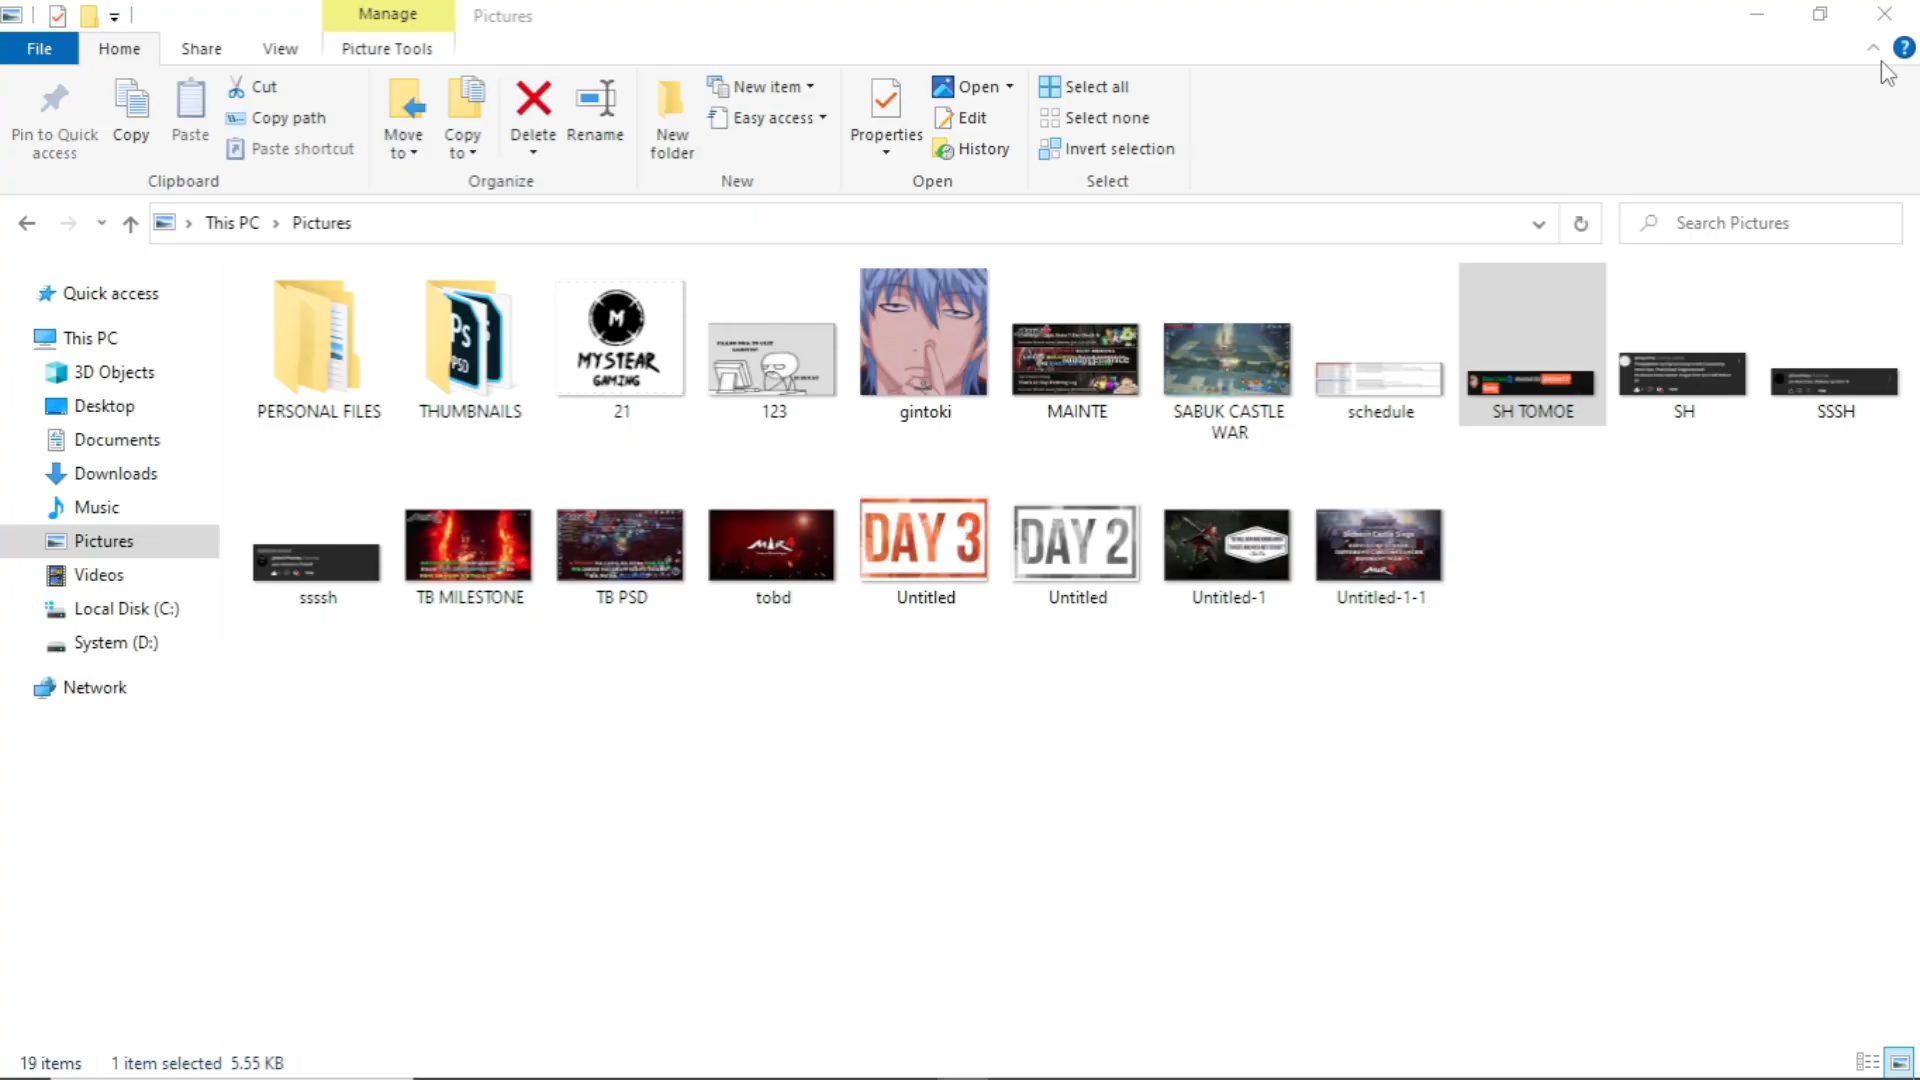 Manage
Pictures
File
Home
Share
View
Picture Tools
Pin to Quick
access
Copy
Paste
Cut
Copy path
Paste shortcut
Clipboard
Move
to
Copy
to
Delete
Rename
Organize
New
folder
New item
Easy access
New
Properties
Open
Edit
History
Open
Select all
Select none
Invert selection
Select
This PC
Pictures
Search Pictures
Quick access
This PC
3D Objects
Desktop
Documents
Downloads
Music
Pictures
Videos
Local Disk (C:)
System (D:)
Network
PERSONAL FILES
THUMBNAILS
M
MYSTEAR
GAMING
21
123
gintoki
MAINTE
SABUK CASTLE
WAR
schedule
SH TOMOE
SH
SSSH
ssssh
TB MILESTONE
TB PSD
MIR4
tobd
DAY 3
Untitled
DAY 2
Untitled
Untitled-1
Untitled-1-1
19 items
1 item selected 5.55 KB